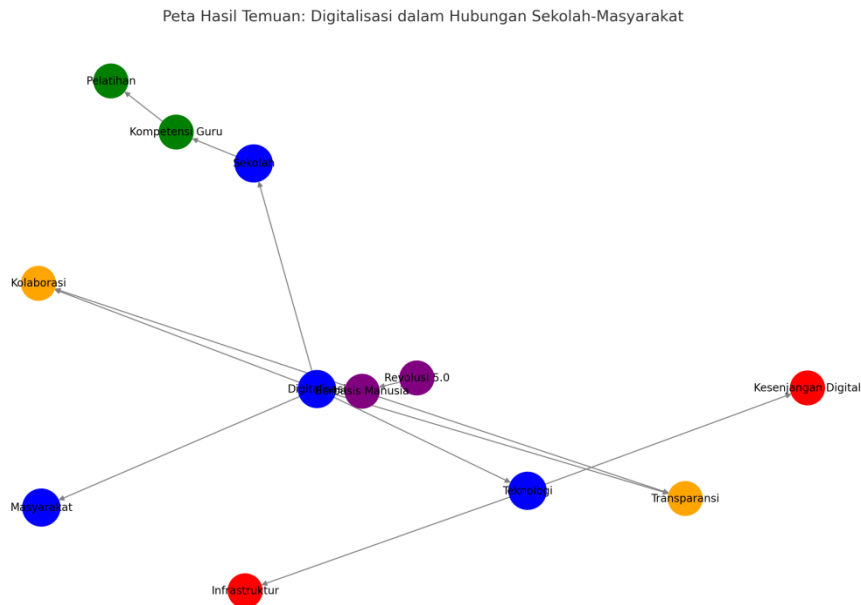 Peta Hasil Temuan: Digitalisasi dalam Hubungan Sekolah-Masyarakat
Pelatihan
Kompetensi Guru
Sekolah
Kolaborasi
Revolusi 5.0
Digitalisasi
Berbasis Manusia
Kesenjangan Digital
Teknologi
Transparansi
Masyarakat
Infrastruktur